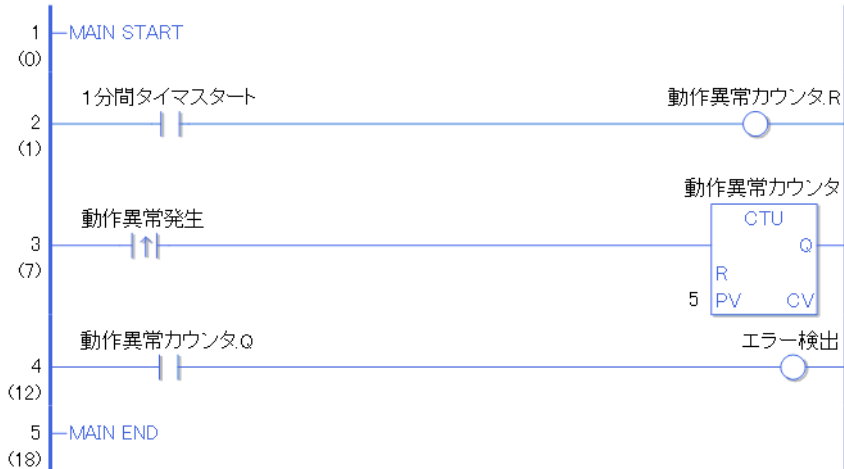 1 MAIN START
(0)
1分間タイマスタート 動作異常カウンタ.R
2
(1)
動作異常カウンタ
動作異常発生 CTU
3 Q
(7) R
5 PV CV
動作異常カウンタ.Q エラー検出
4
(12)
5 MAIN END
(18)